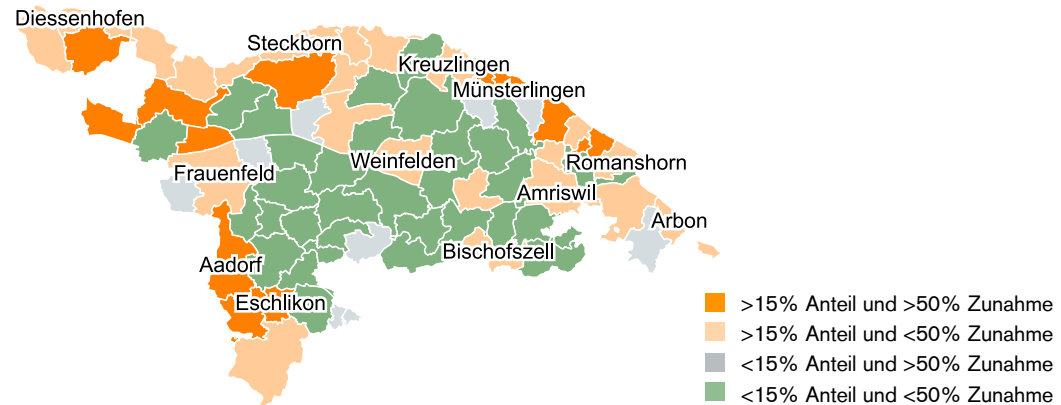 Diessenhofen
Steckborn
Kreuzlingen
Münsterlingen
Weinfelden
Romanshorn
Frauenfeld
Amriswil
Arbon
Bischofszell
Aadorf
Eschlikon
>15% Anteil und >50% Zunahme
>15% Anteil und <50% Zunahme
<15% Anteil und >50% Zunahme
<15% Anteil und <50% Zunahme